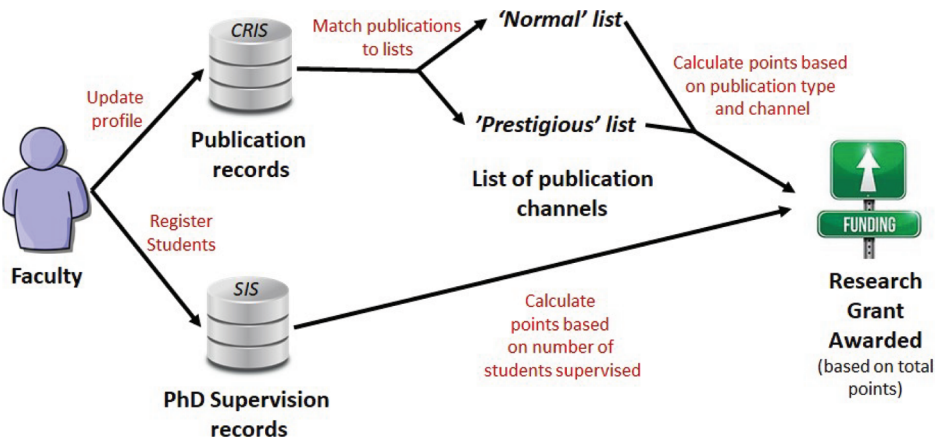 CRIS
Match publications
to lists
‘Normal’ list
Calculate points based
on publication type
and channel
Update
profile
Publication
records
’Prestigious’ list
List of publication
channels
Register
Students
FUNDING
Faculty
SIS
Calculate
points based
on number of
students supervised
Research
Grant
Awarded
(based on total
points)
PhD Supervision
records